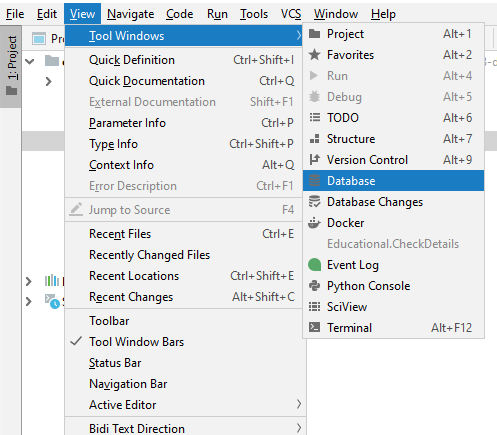 File Edit View Navigate Code Run Tools VCS Window Help
1: Project
Tool Windows
Quick Definition Ctrl+Shift+I
Quick Documentation Ctrl+Q
External Documentation Shift+F1
Parameter Info Ctrl+P
Type Info Ctrl+Shift+P
Context Info Alt+Q
Error Description Ctrl+F1
Jump to Source F4
Recent Files Ctrl+E
Recently Changed Files
Recent Locations Ctrl+Shift+E
Recent Changes Alt+Shift+C
Toolbar
Tool Window Bars
Status Bar
Navigation Bar
Active Editor
Bidi Text Direction
Project Alt+1
Favorites Alt+2
Run Alt+4
Debug Alt+5
TODO Alt+6
Structure Alt+7
Version Control Alt+9
Database
Database Changes
Docker
Educational.CheckDetails
Event Log
Python Console
SciView
Terminal Alt+F12